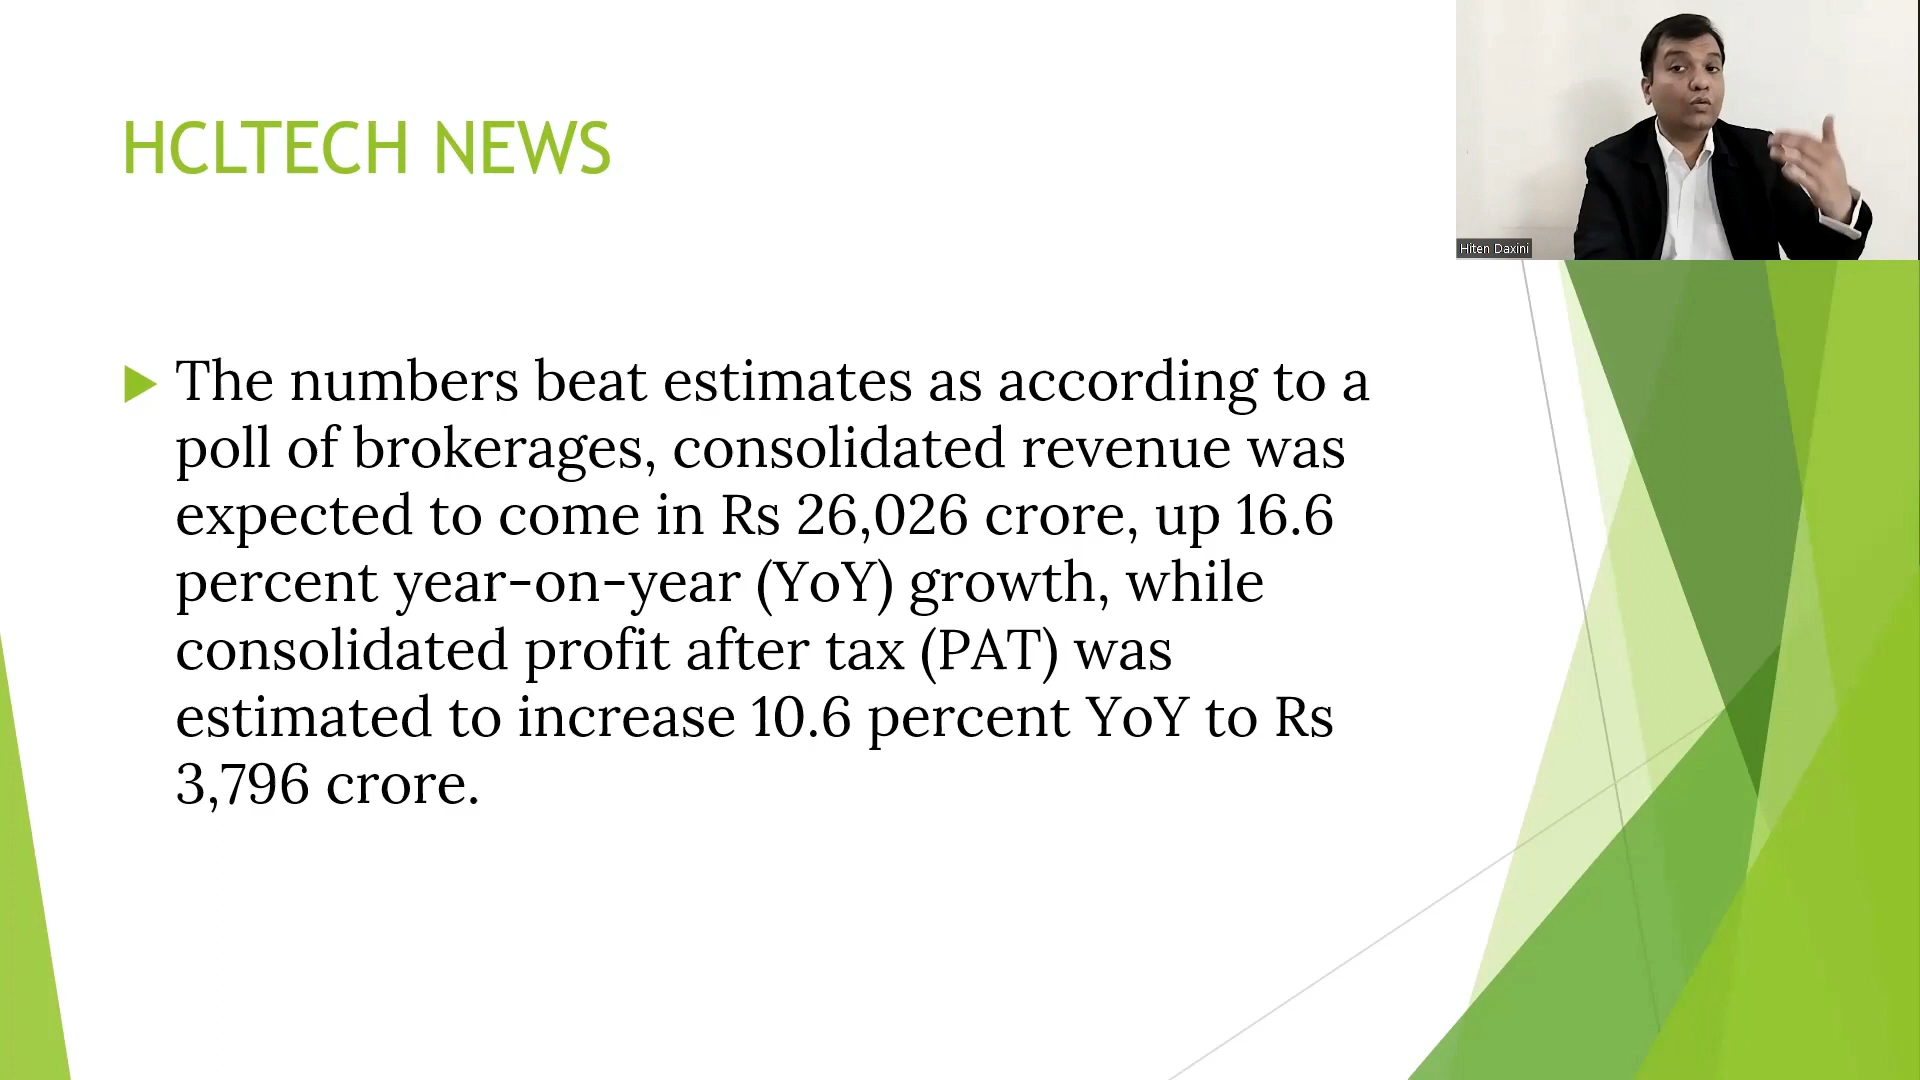 HCLTECH NEWS
Hiten Daxini
The numbers beat estimates as according to a
poll of brokerages, consolidated revenue was
expected to come in Rs 26,026 crore, up 16.6
percent year-on-year (YoY) growth, while
consolidated profit after tax (PAT) was
estimated to increase 10.6 percent YoY to Rs
3,796 crore.